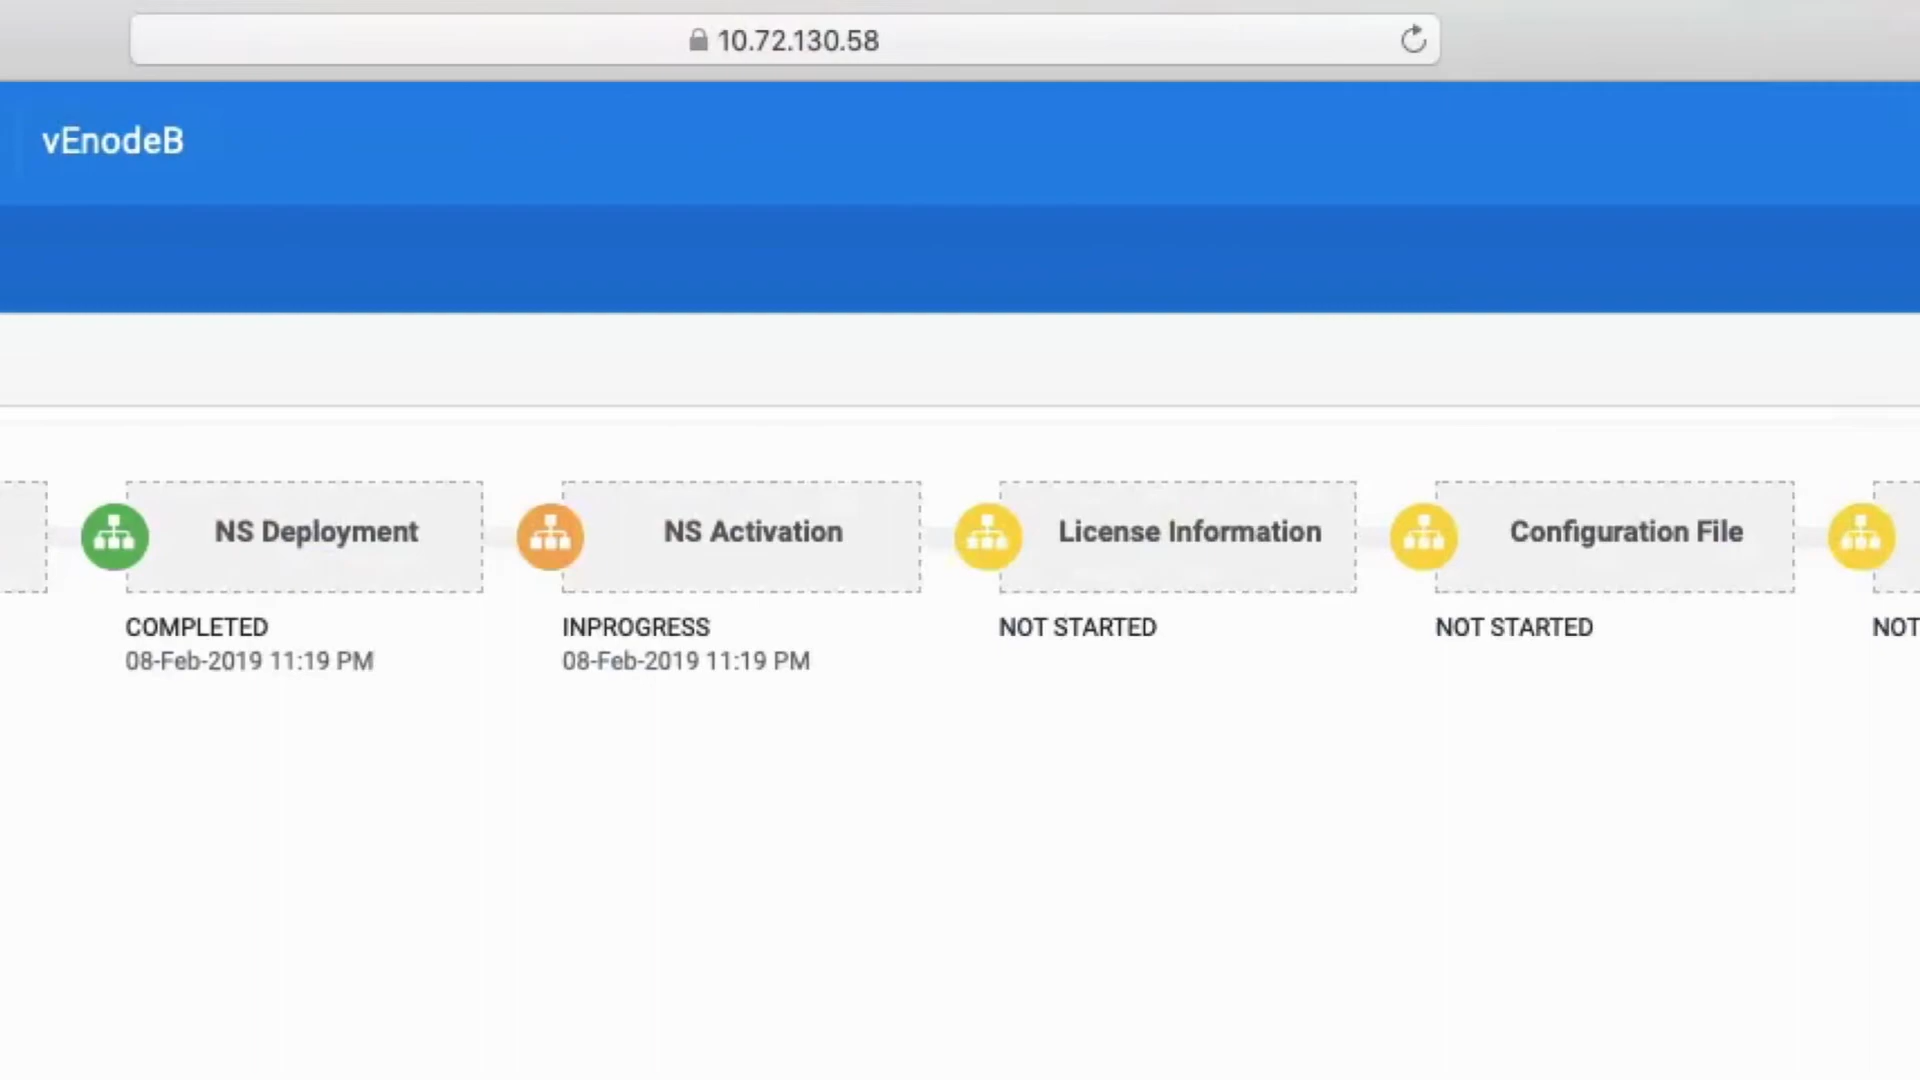 10.72.130.58
vEnodeB
NS Deployment
NS Activation
License Information
Configuration File
COMPLETED
INPROGRESS
NOT STARTED
NOT STARTED
NOT
08-Feb-2019 11:19 PM
08-Feb-2019 11:19 PM